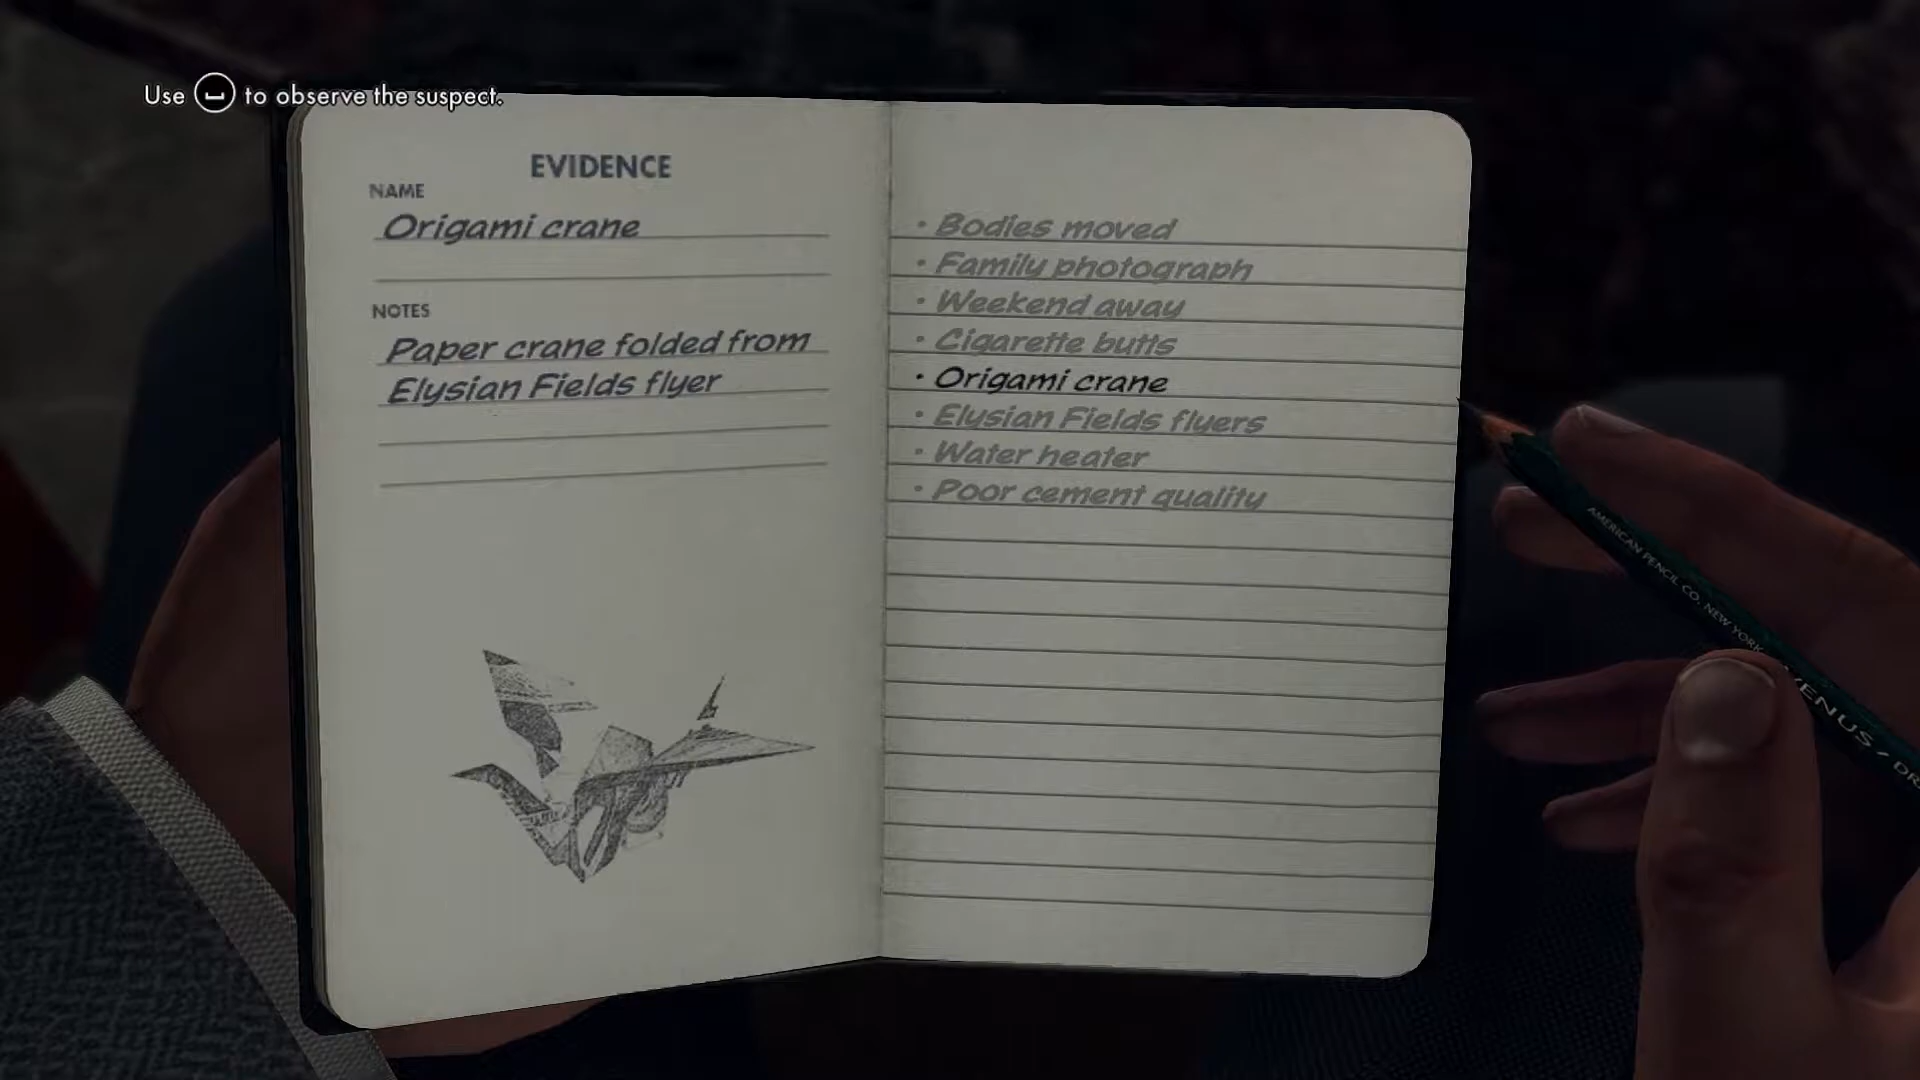 Use to observe the suspect.
EVIDENCE
NAME
Origami crane
NOTES
Paper crane folded from
Elysian Fields flyer
• Bodies moved
• Family photograph
• Weekend away
• Cigarette butts
• Origami crane
• Elysian Fields flyers
• Water heater
• Poor cement quality
AMERICAN PENCIL CO. NEW YORK
VENUS / DR